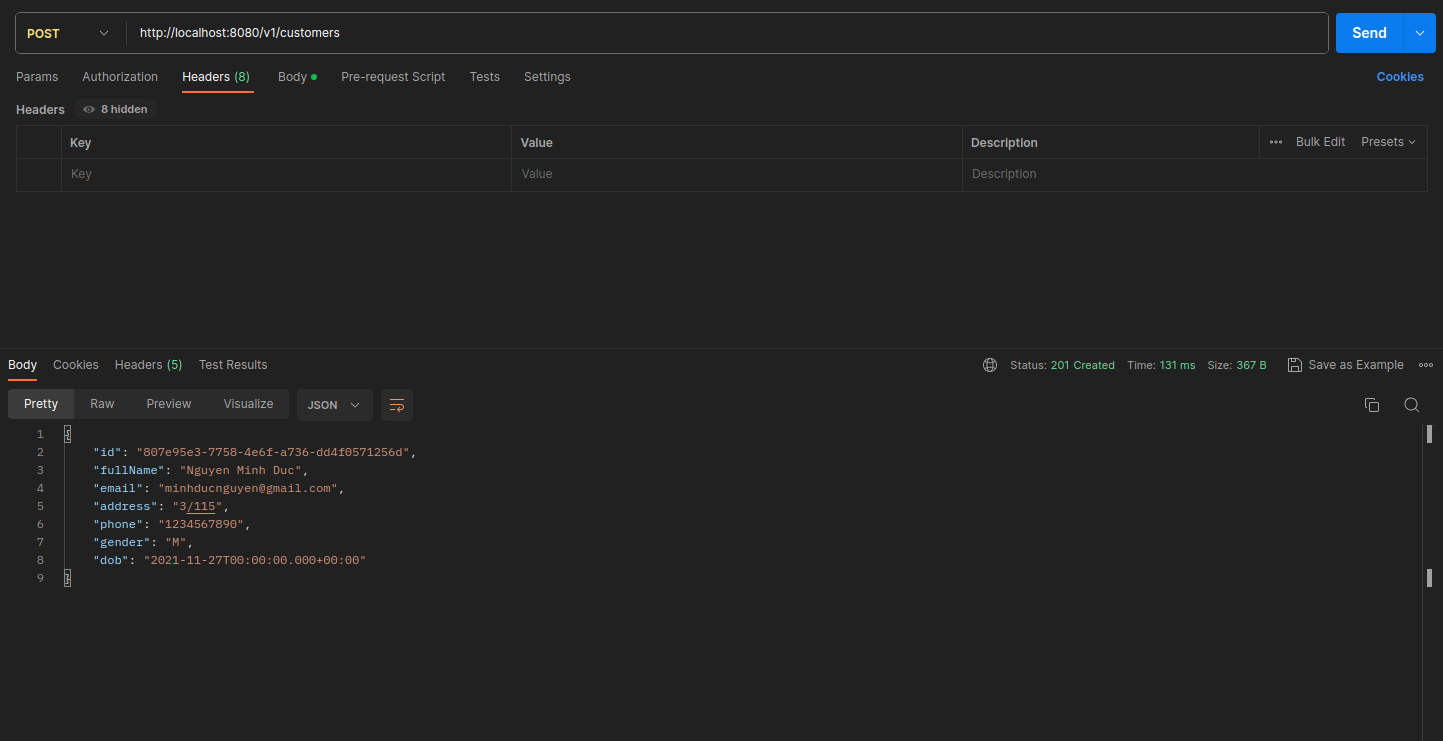 POST http://localhost:8080/v1/customers Send
Params Authorization Headers (8) Body Pre-request Script Tests Settings Cookies
Headers 8 hidden
Key Value Description Bulk Edit Presets
Key Value Description
Body Cookies Headers (5) Test Results Status: 201 Created Time: 131 ms Size: 367 B Save as Example
Pretty Raw Preview Visualize JSON
1 {
2 "id": "807e95e3-7758-4e6f-a736-dd4f0571256d",
3 "fullName": "Nguyen Minh Duc",
4 "email": "minhducnguyen@gmail.com",
5 "address": "3/115",
6 "phone": "1234567890",
7 "gender": "M",
8 "dob": "2021-11-27T00:00:00.000+00:00"
9 }